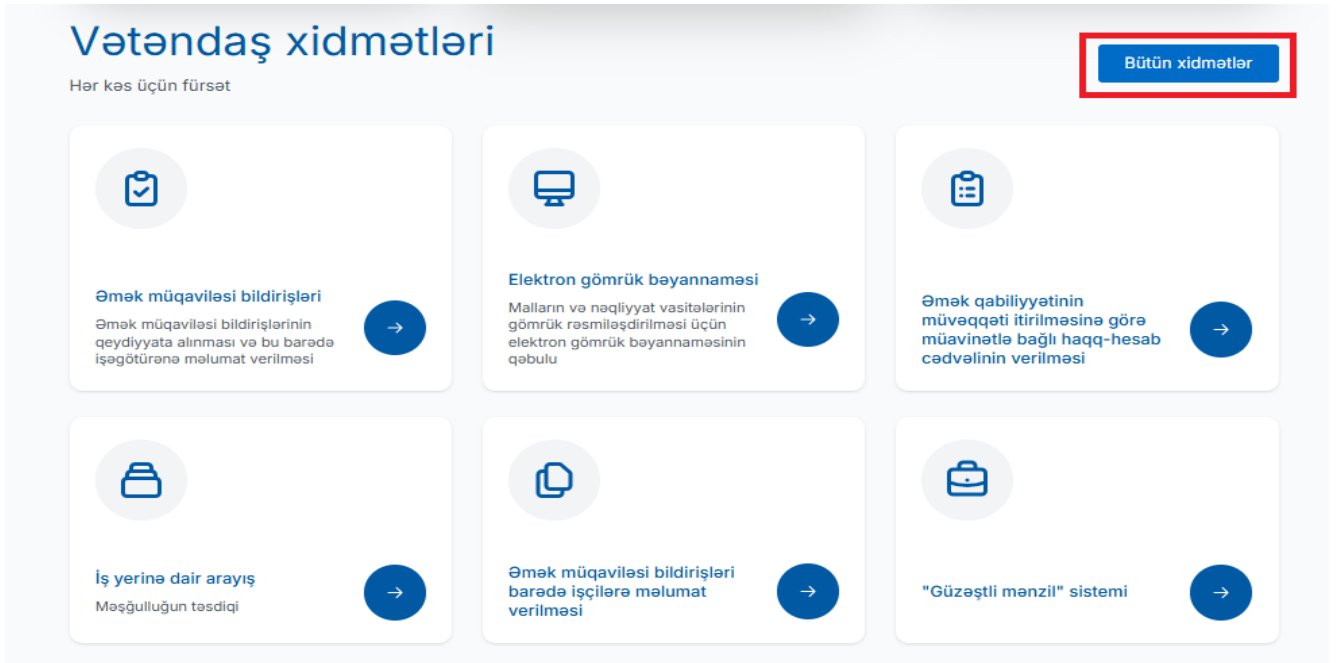 Vətəndaş xidmətləri
Hər kəs üçün fürsət
Bütün xidmətlər
Əmək müqaviləsi bildirişləri
Əmək müqaviləsi bildirişlərinin
qeydiyyata alınması və bu barədə
işəgötürənə məlumat verilməsi
Elektron gömrük bəyannaməsi
Malların və nəqliyyat vasitələrinin
gömrük rəsmiləşdirilməsi üçün
elektron gömrük bəyannaməsinin
qəbulu
Əmək qabiliyyətinin
müvəqqəti itirilməsinə görə
müavinətlə bağlı haqq-hesab
cədvəlinin verilməsi
İş yerinə dair arayış
Məşğulluğun təsdiqi
Əmək müqaviləsi bildirişləri
barədə işçilərə məlumat
verilməsi
"Güzəştli mənzil" sistemi